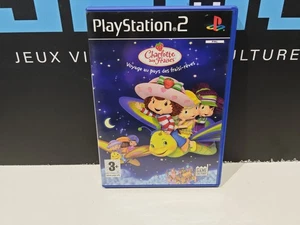 JEUX VI
ULTURE
PlayStation 2
Charlotte
aux Fraises
Voyage au pays des fraisi-rêves
3+